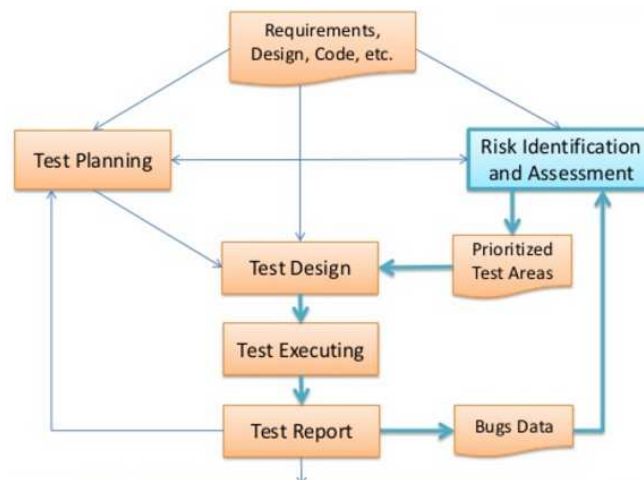 Requirements,
Design, Code, etc.
Test Planning
Risk Identification
and Assessment
Prioritized
Test Areas
Test Design
Test Executing
Test Report
Bugs Data